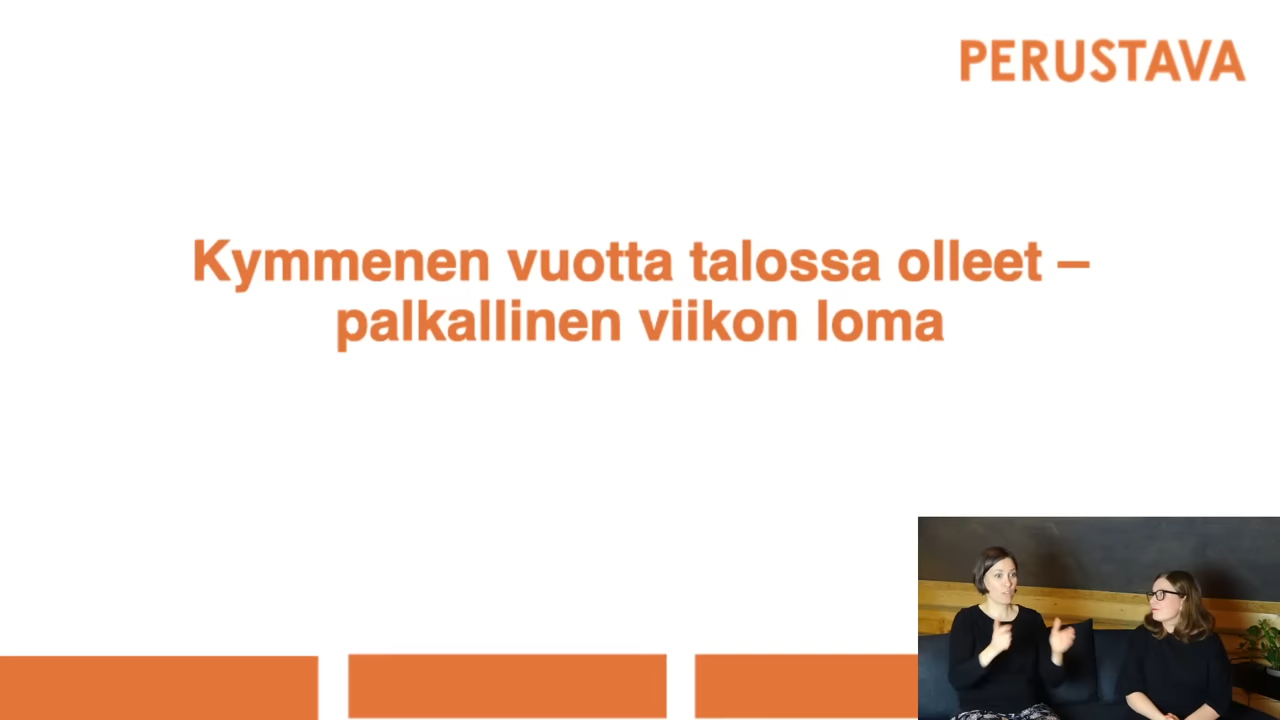 PERUSTAVA
Kymmenen vuotta talossa olleet –
palkallinen viikon loma